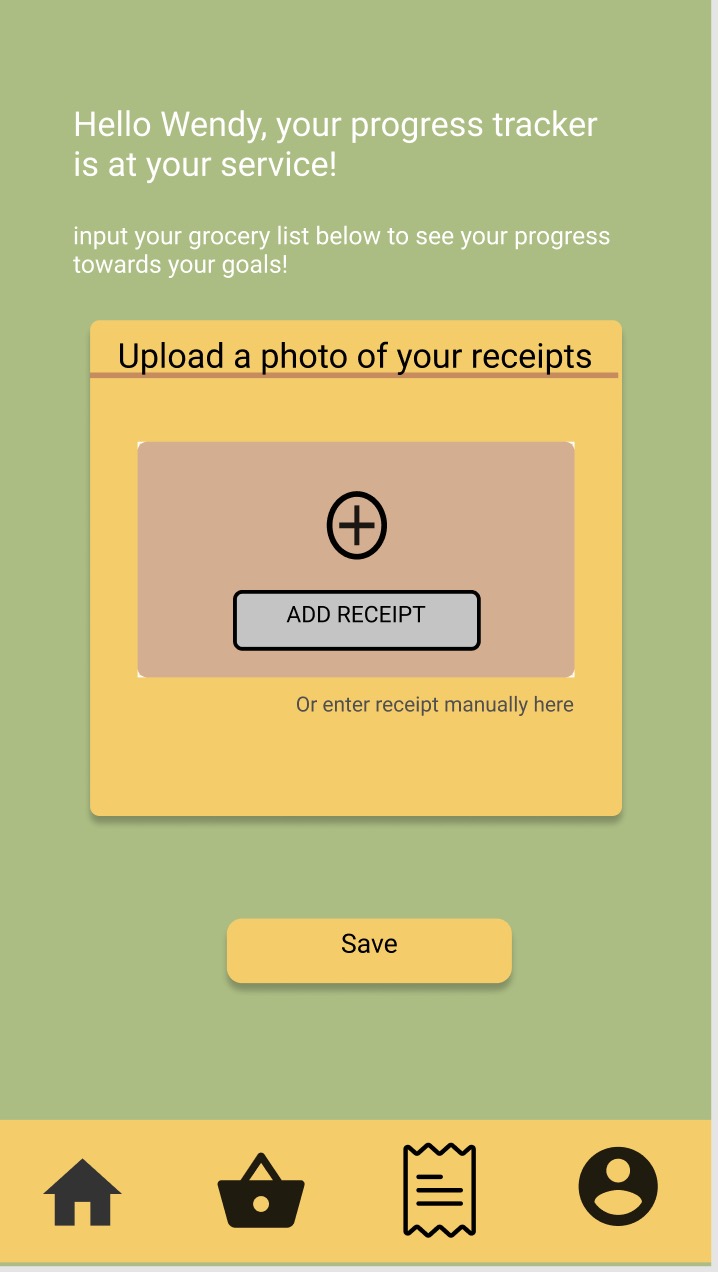 Hello Wendy, your progress tracker
is at your service!
input your grocery list below to see your progress
towards your goals!
Upload a photo of your receipts
ADD RECEIPT
Or enter receipt manually here
Save